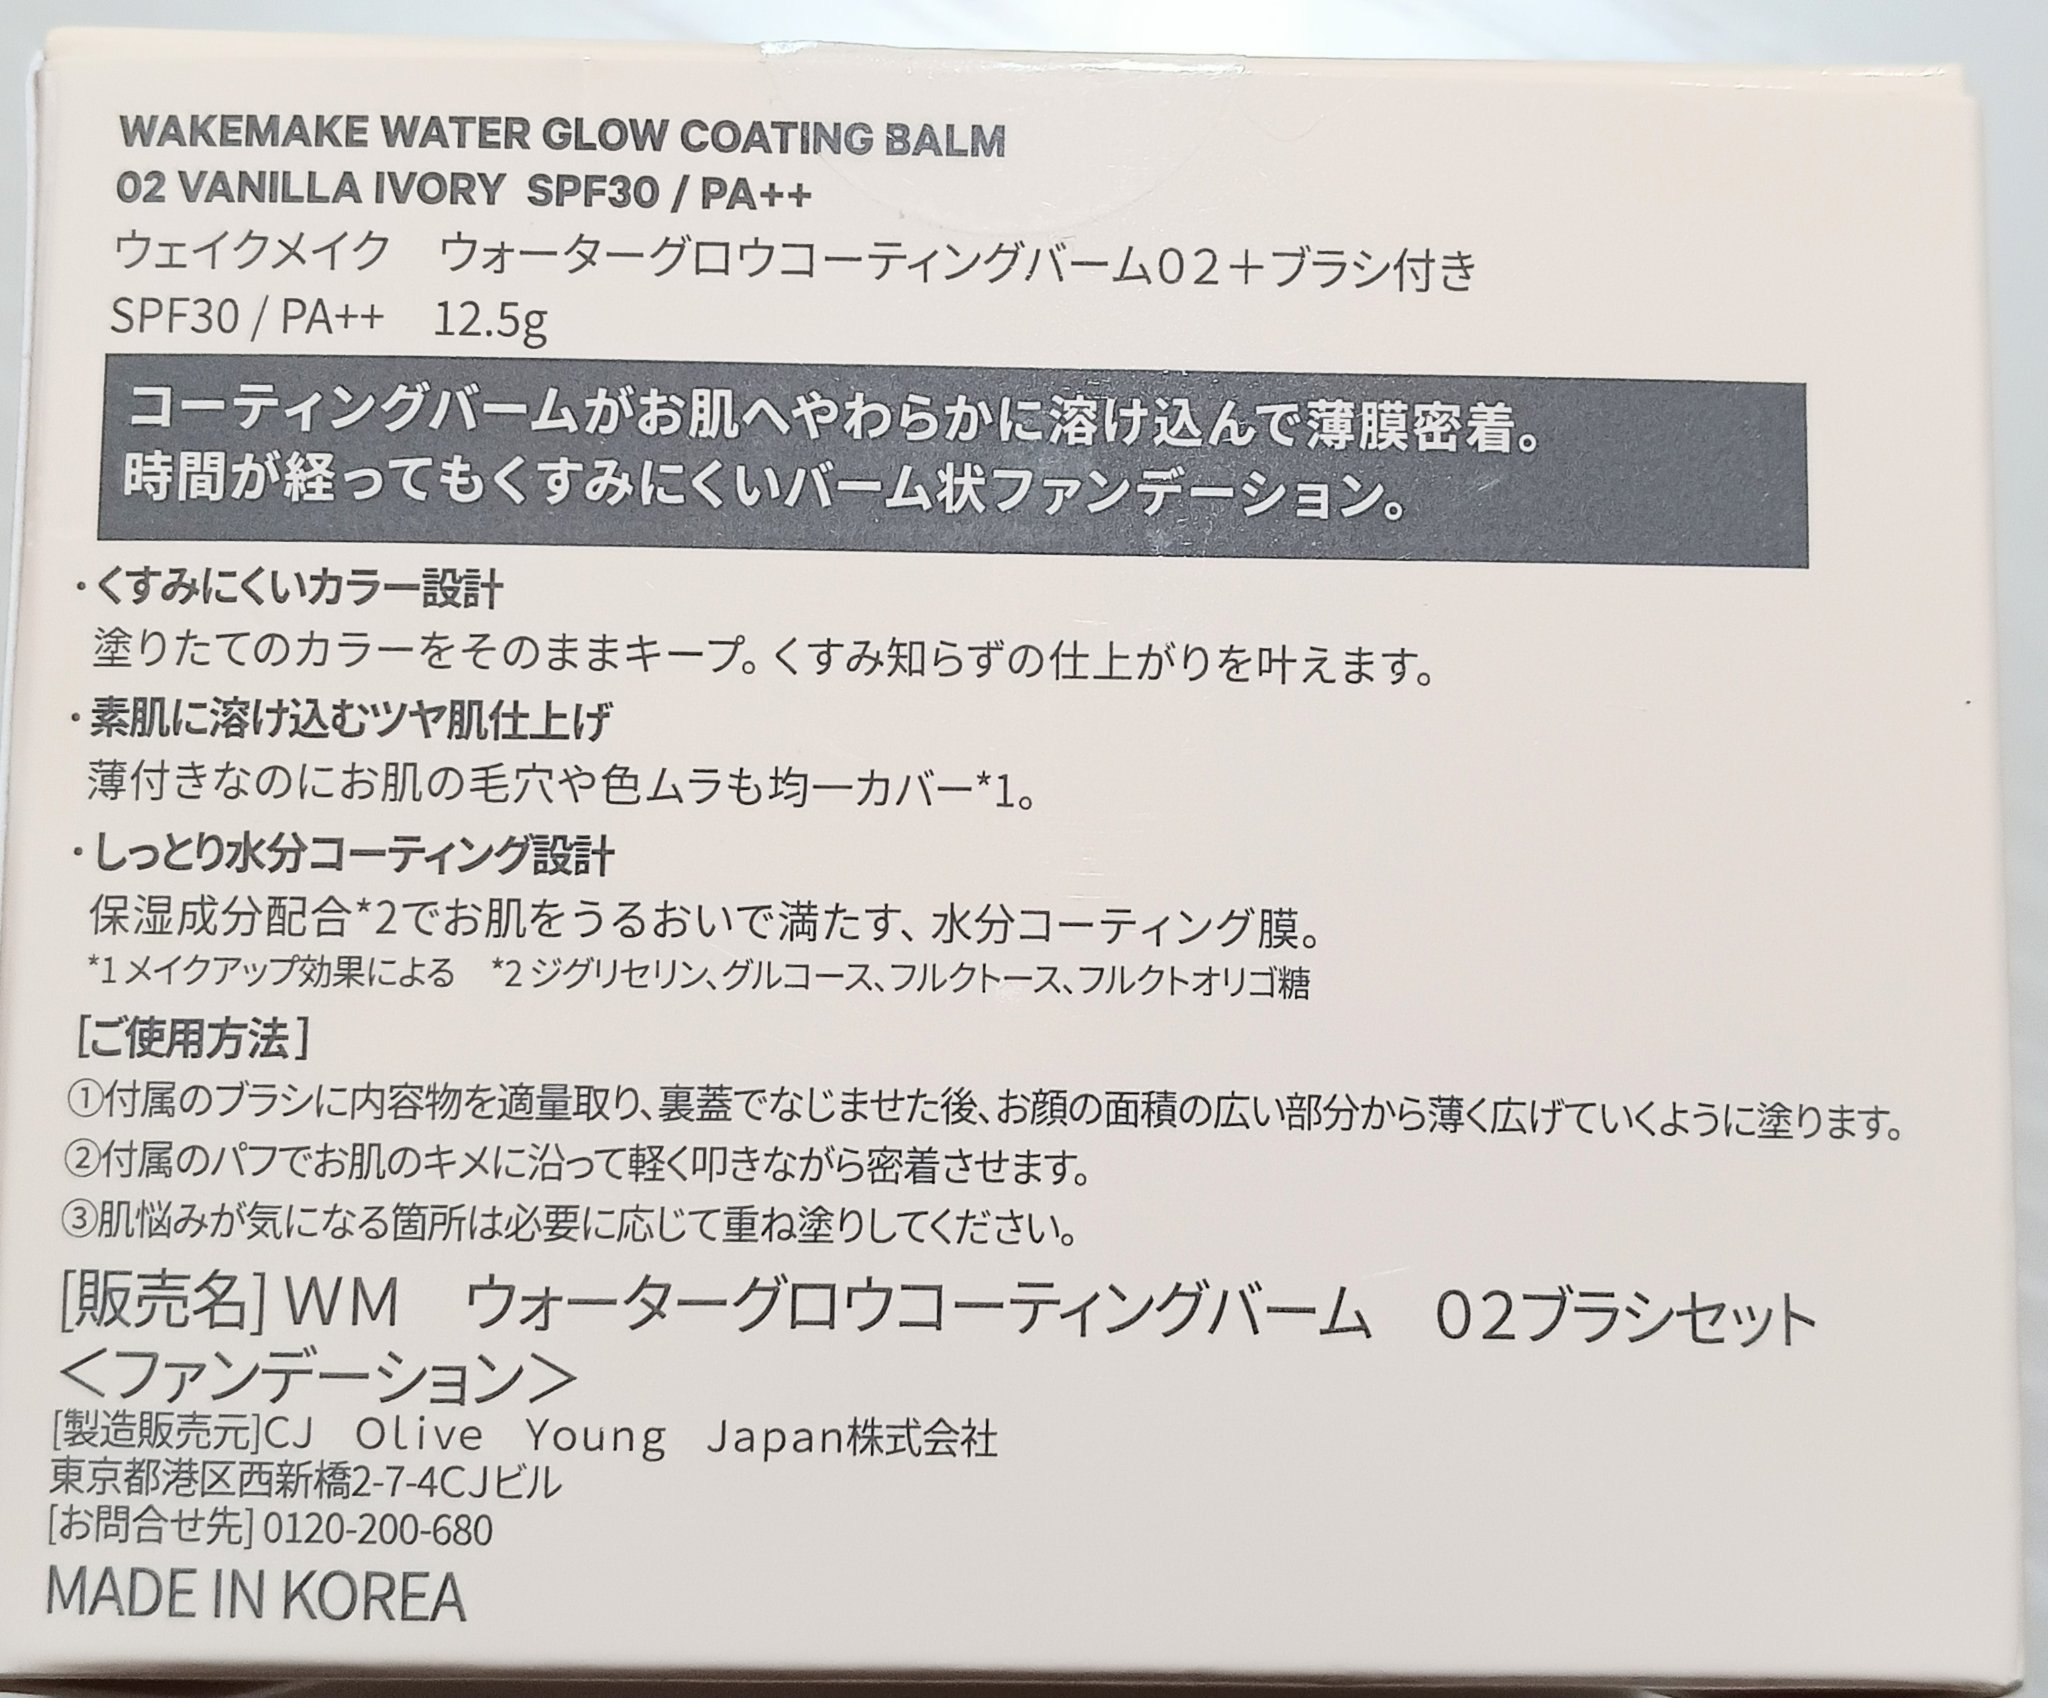 WAKEMAKE WATER GLOW COATING BALM
02 VANILLA IVORY SPF30 / PA++
ウェイクメイク　ウォーターグロウコーティングバーム０２＋ブラシ付き
SPF30 / PA++　12.5g
コーティングバームがお肌へやわらかに溶け込んで薄膜密着。
時間が経ってもくすみにくいバーム状ファンデーション。
・くすみにくいカラー設計
塗りたてのカラーをそのままキープ。くすみ知らずの仕上がりを叶えます。
・素肌に溶け込むツヤ肌仕上げ
薄付きなのにお肌の毛穴や色ムラも均一カバー*1。
・しっとり水分コーティング設計
保湿成分配合*2でお肌をうるおいで満たす、水分コーティング膜。
*1 メイクアップ効果による　*2 ジグリセリン、グルコース、フルクトース、フルクトオリゴ糖
[ご使用方法]
①付属のブラシに内容物を適量取り、裏蓋でなじませた後、お顔の面積の広い部分から薄く広げていくように塗ります。
②付属のパフでお肌のキメに沿って軽く叩きながら密着させます。
③肌悩みが気になる箇所は必要に応じて重ね塗りしてください。
[販売名] ＷＭ　ウォーターグロウコーティングバーム　０２ブラシセット
＜ファンデーション＞
[製造販売元]CJ　Olive　Young　Japan株式会社
東京都港区西新橋2-7-4CJビル
[お問合せ先] 0120-200-680
MADE IN KOREA